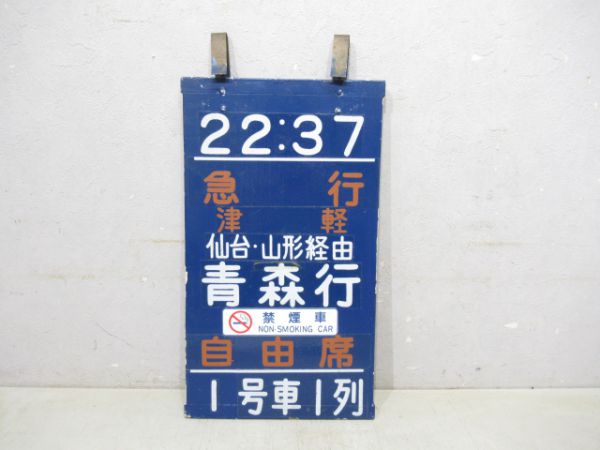 22:37
急行
津軽
仙台・山形経由
青森行
禁煙車
NON-SMOKING CAR
自由席
1号車1列